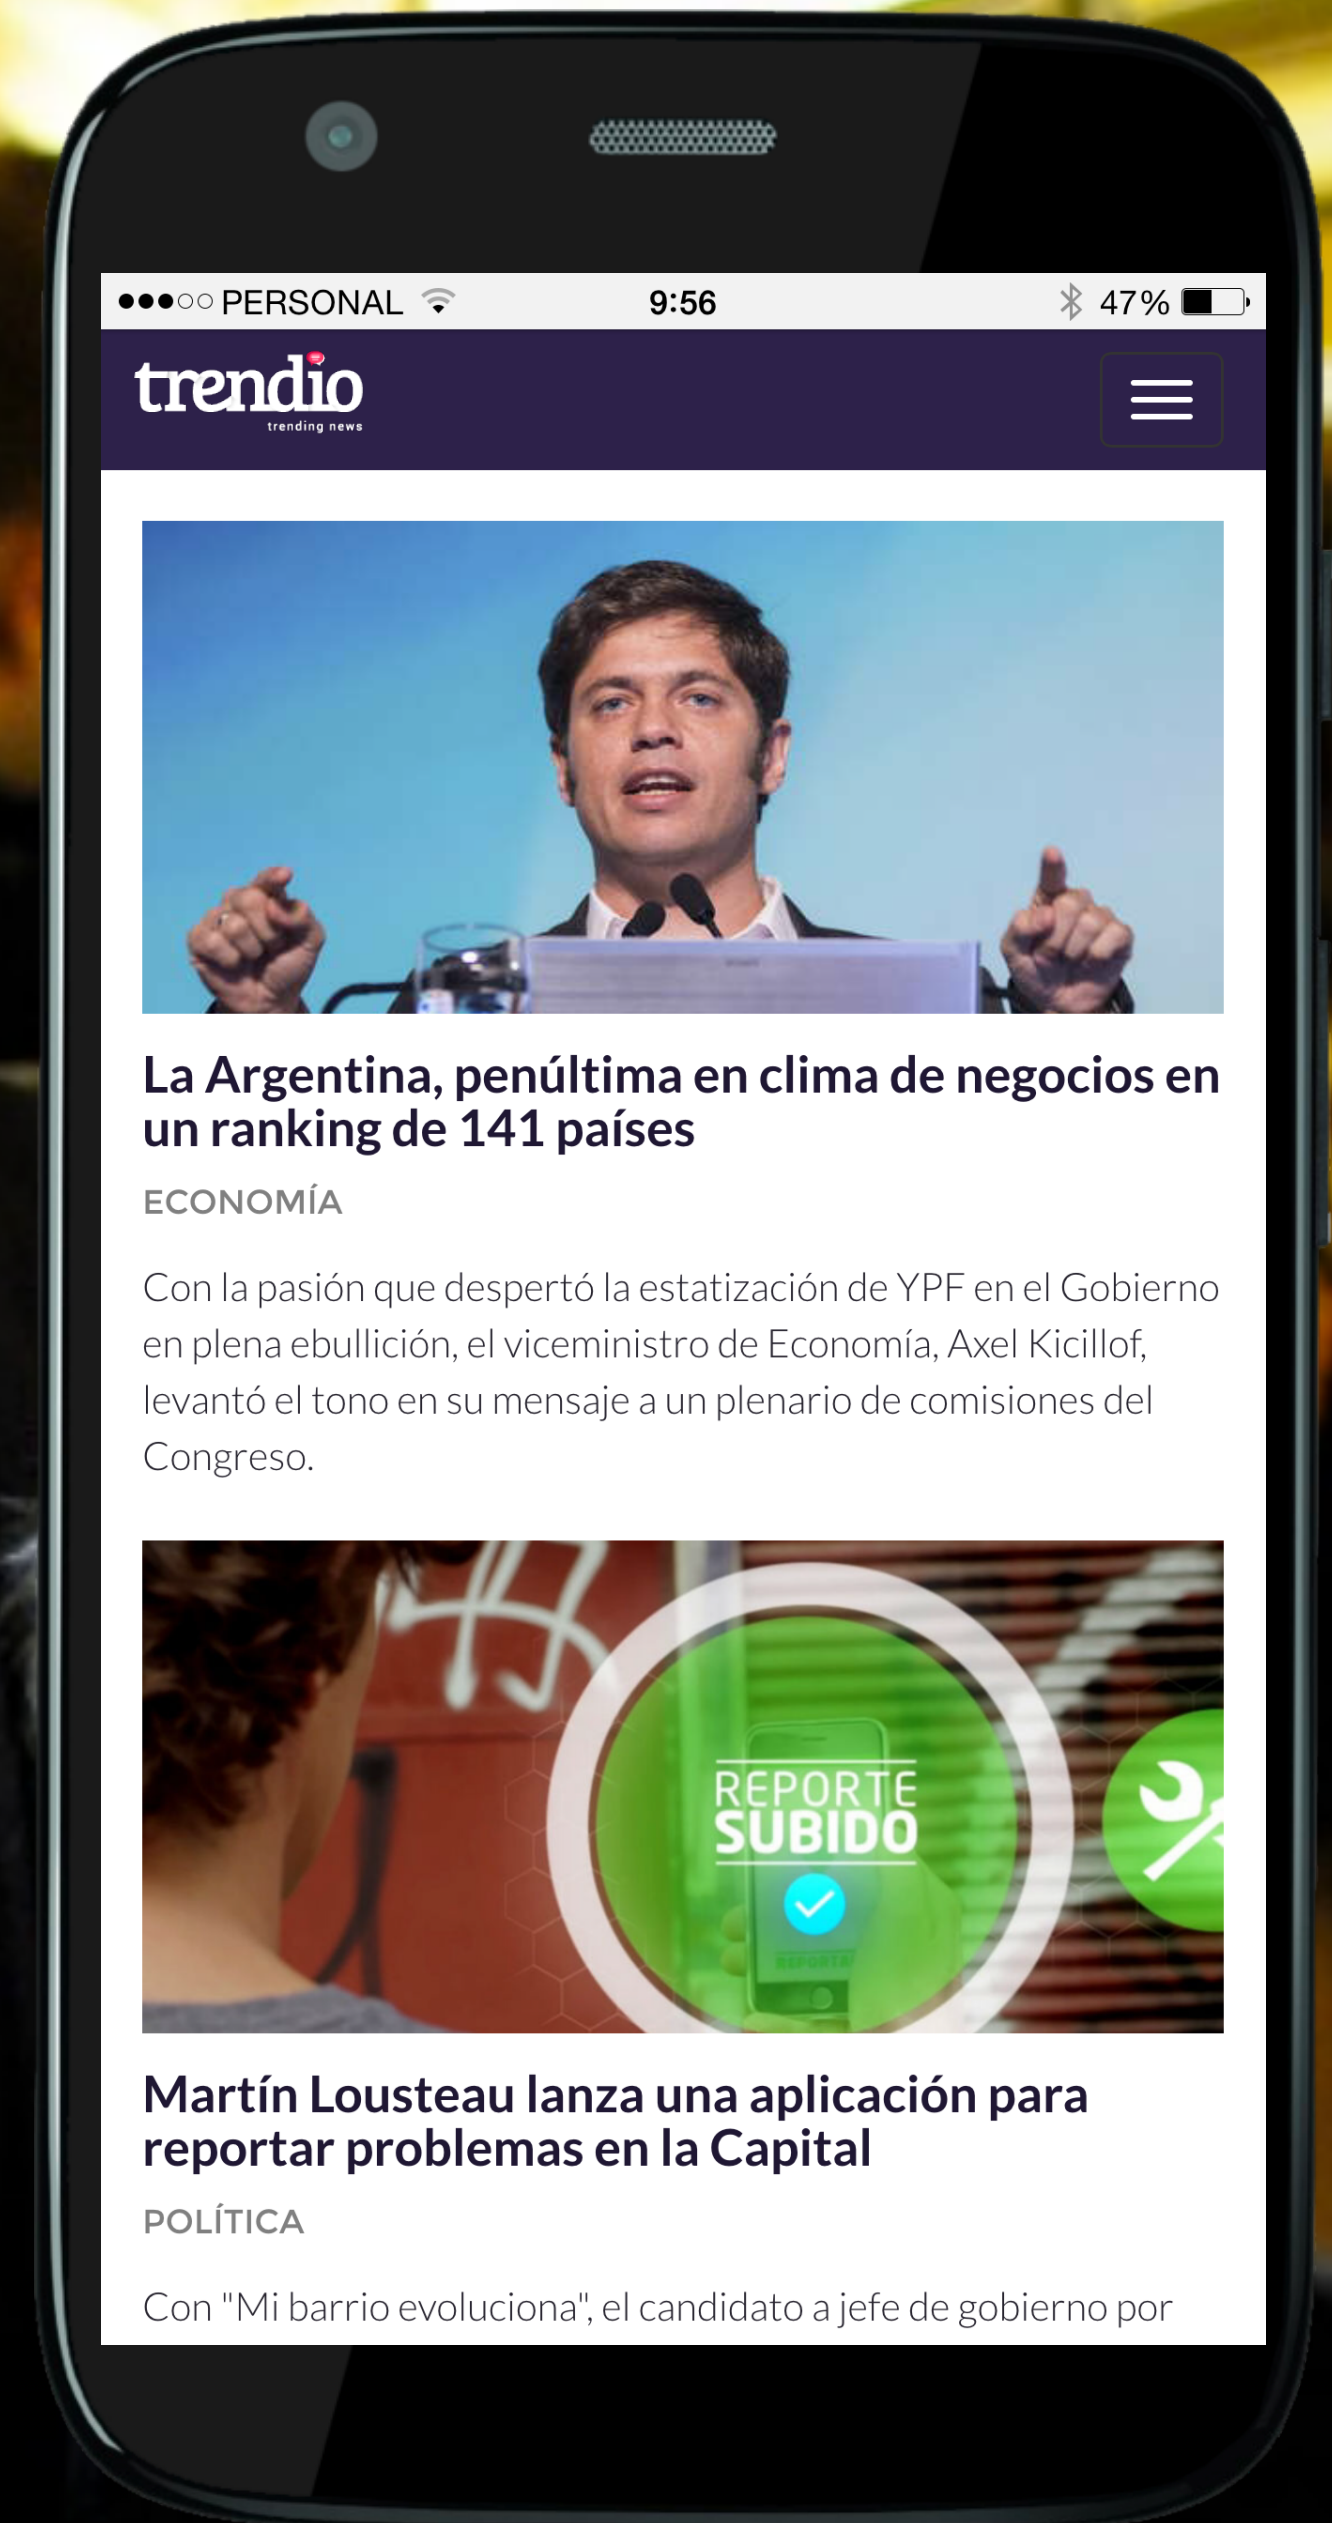 PERSONAL 9:56 47%
trendio
trending news
La Argentina, penúltima en clima de negocios en
un ranking de 141 países
ECONOMÍA
Con la pasión que despertó la estatización de YPF en el Gobierno
en plena ebullición, el viceministro de Economía, Axel Kicillof,
levantó el tono en su mensaje a un plenario de comisiones del
Congreso.
REPORTE
SUBIDO
Martín Lousteau lanza una aplicación para
reportar problemas en la Capital
POLÍTICA
Con "Mi barrio evoluciona", el candidato a jefe de gobierno por